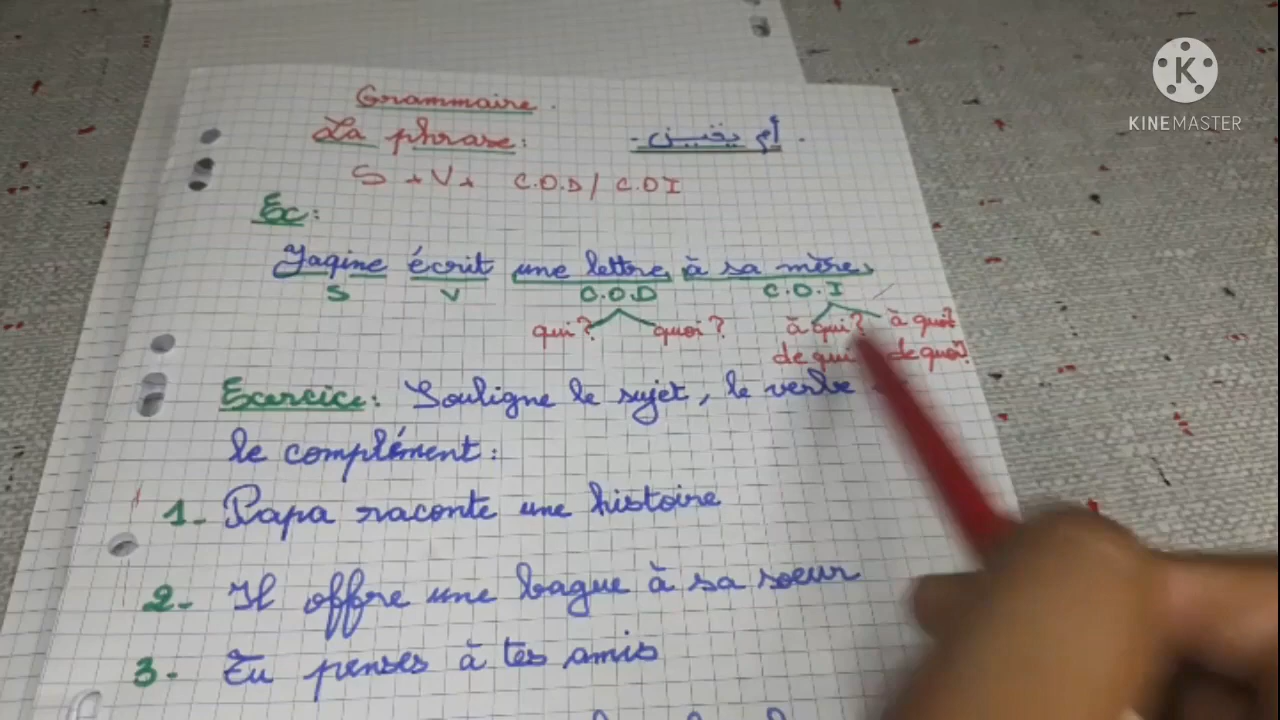 Grammaire.
La phrase: - أم يقين -
S + V + C.O.D / C.O I
Ex:
Yaqine écrit une lettre à sa mère,
S V C.O.D C.O.I
qui? quoi? à qui? à quoi?
de qui de quoi?
Exercice: Souligne le sujet, le verbe
le complément:
1- Papa raconte une histoire
2- Il offre une bague à sa soeur
3- Tu penses à tes amis
K
KINEMASTER